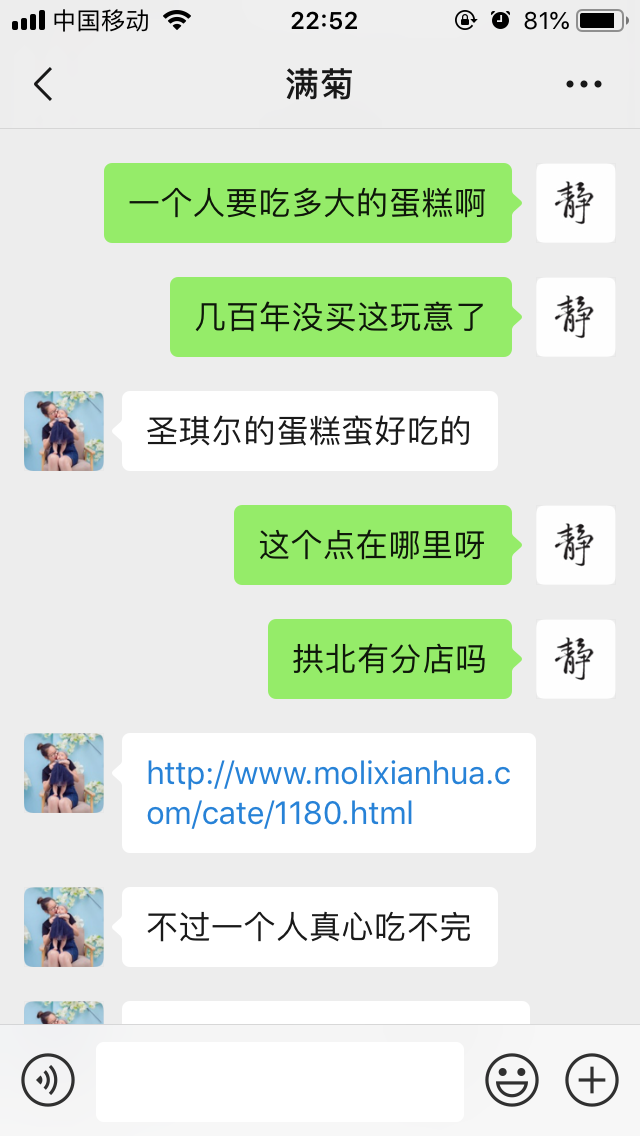 中国移动 22:52 81%
满菊
一个人要吃多大的蛋糕啊
静
几百年没买这玩意了
静
圣琪尔的蛋糕蛮好吃的
这个点在哪里呀
静
拱北有分店吗
静
http://www.molixianhua.c
om/cate/1180.html
不过一个人真心吃不完